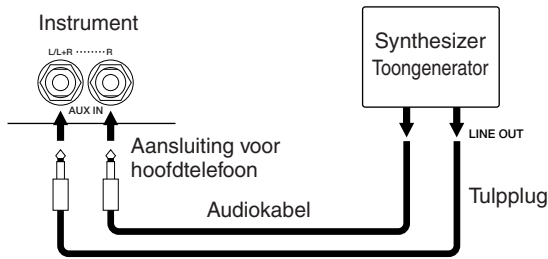 Instrument
L/L+R ········ R
AUX IN
Synthesizer
Toongenerator
LINE OUT
Aansluiting voor
hoofdtelefoon
Audiokabel
Tulpplug